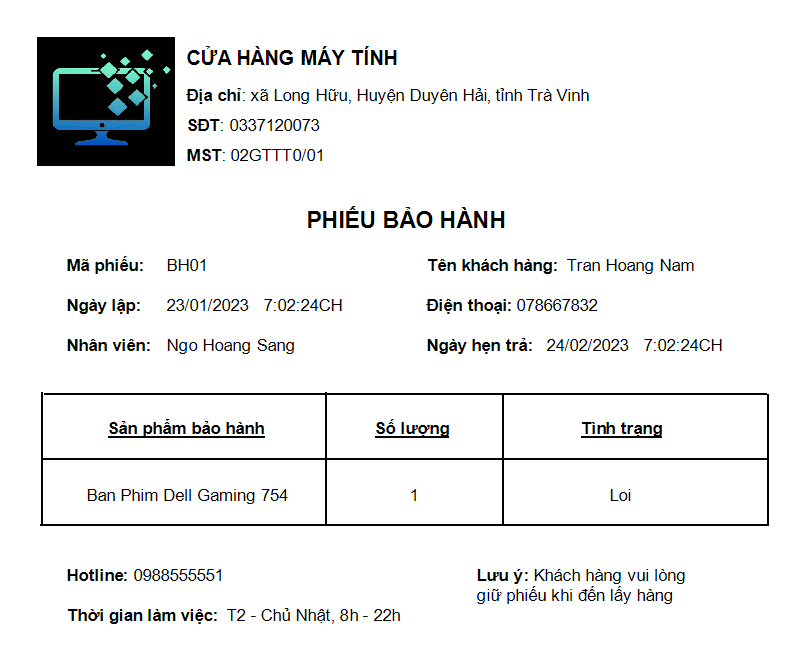 CỬA HÀNG MÁY TÍNH
Địa chỉ: xã Long Hữu, Huyện Duyên Hải, tỉnh Trà Vinh
SĐT: 0337120073
MST: 02GTTT0/01
PHIẾU BẢO HÀNH
Mã phiếu: BH01 Tên khách hàng: Tran Hoang Nam
Ngày lập: 23/01/2023 7:02:24CH Điện thoại: 078667832
Nhân viên: Ngo Hoang Sang Ngày hẹn trả: 24/02/2023 7:02:24CH
Sản phẩm bảo hành Số lượng Tình trạng
Ban Phim Dell Gaming 754 1 Loi
Hotline: 0988555551 Lưu ý: Khách hàng vui lòng
giữ phiếu khi đến lấy hàng
Thời gian làm việc: T2 - Chủ Nhật, 8h - 22h